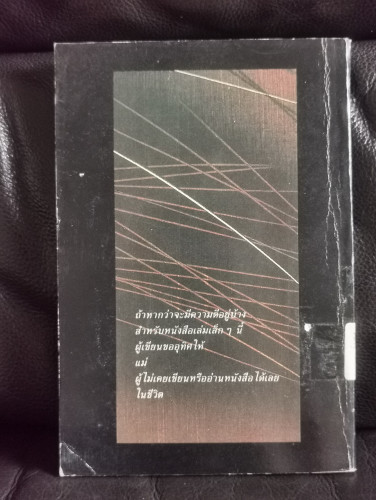 ถ้าหากว่าจะมีความดีอยู่บ้าง
สำหรับหนังสือเล่มเล็ก ๆ นี้
ผู้เขียนขออุทิศให้
แม่
ผู้ไม่เคยเขียนหรืออ่านหนังสือได้เลย
ในชีวิต